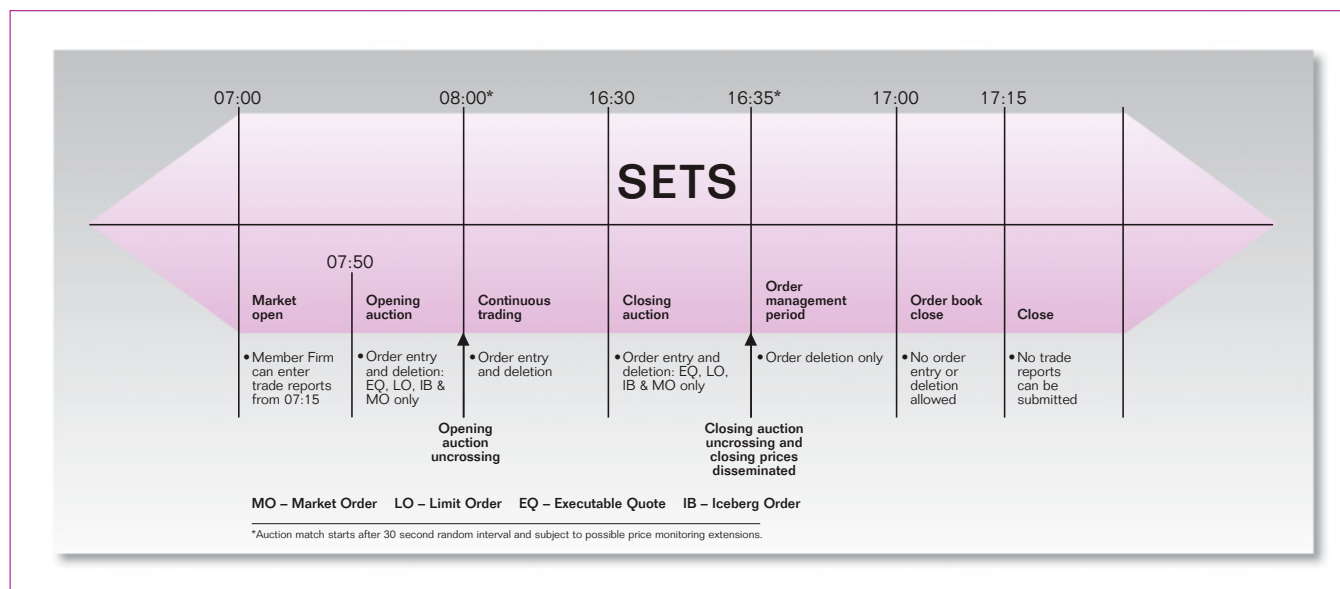 07:00
08:00*
16:30
16:35*
17:00
17:15
SETS
07:50
Market
open
Opening
auction
Continuous
trading
Closing
auction
Order
management
period
Order book
close
Close
• Member Firm
can enter
trade reports
from 07:15
• Order entry
and deletion:
EQ, LO, IB &
MO only
• Order entry
and deletion
• Order entry and
deletion: EQ, LO,
IB & MO only
• Order deletion only
• No order
entry or
deletion
allowed
• No trade
reports
can be
submitted
Opening
auction
uncrossing
Closing auction
uncrossing and
closing prices
disseminated
MO – Market Order LO – Limit Order EQ – Executable Quote IB – Iceberg Order
*Auction match starts after 30 second random interval and subject to possible price monitoring extensions.